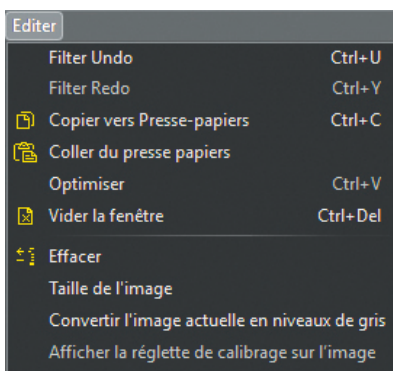 Editer
Filter Undo Ctrl+U
Filter Redo Ctrl+Y
Copier vers Presse-papiers Ctrl+C
Coller du presse papiers
Optimiser Ctrl+V
Vider la fenêtre Ctrl+Del
Effacer
Taille de l'image
Convertir l'image actuelle en niveaux de gris
Afficher la réglette de calibrage sur l'image